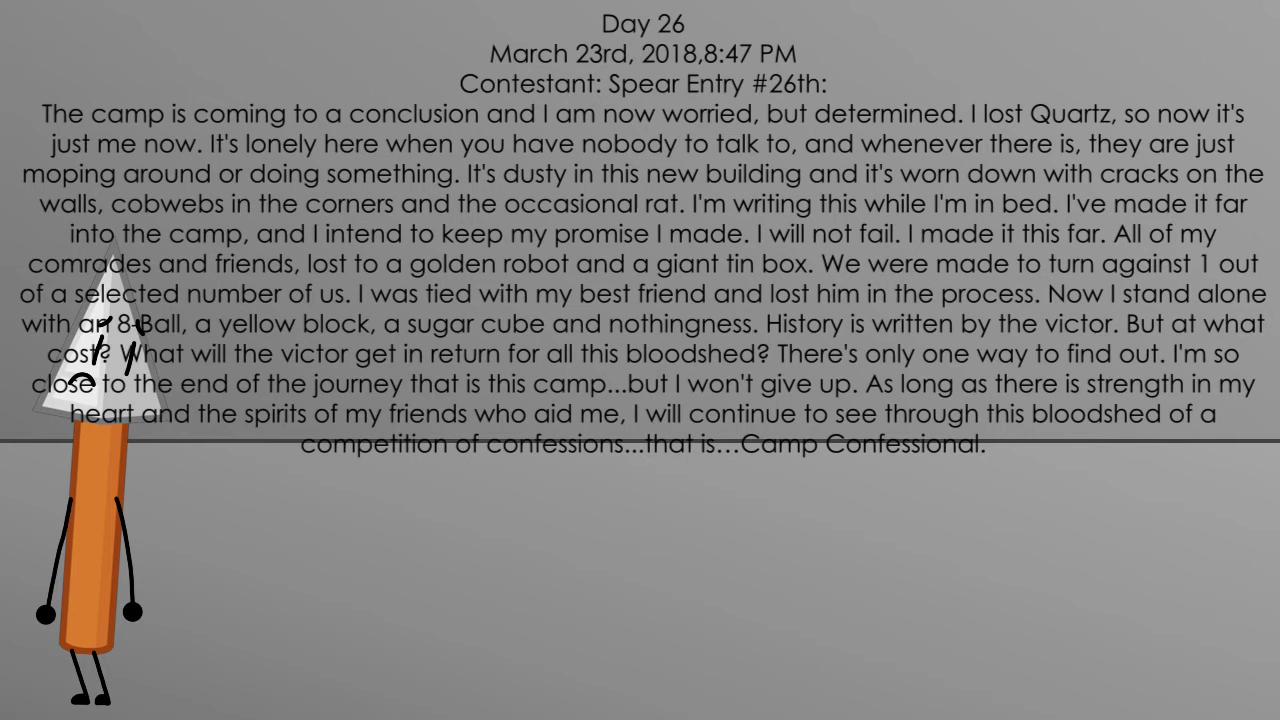 Day 26
March 23rd, 2018,8:47 PM
Contestant: Spear Entry #26th:
The camp is coming to a conclusion and I am now worried, but determined. I lost Quartz, so now it's
just me now. It's lonely here when you have nobody to talk to, and whenever there is, they are just
moping around or doing something. It's dusty in this new building and it's worn down with cracks on the
walls, cobwebs in the corners and the occasional rat. I'm writing this while I'm in bed. I've made it far
into the camp, and I intend to keep my promise I made. I will not fail. I made it this far. All of my
comrades and friends, lost to a golden robot and a giant tin box. We were made to turn against 1 out
of a selected number of us. I was tied with my best friend and lost him in the process. Now I stand alone
with an 8-Ball, a yellow block, a sugar cube and nothingness. History is written by the victor. But at what
cost? What will the victor get in return for all this bloodshed? There's only one way to find out. I'm so
close to the end of the journey that is this camp...but I won't give up. As long as there is strength in my
heart and the spirits of my friends who aid me, I will continue to see through this bloodshed of a
competition of confessions...that is...Camp Confessional.